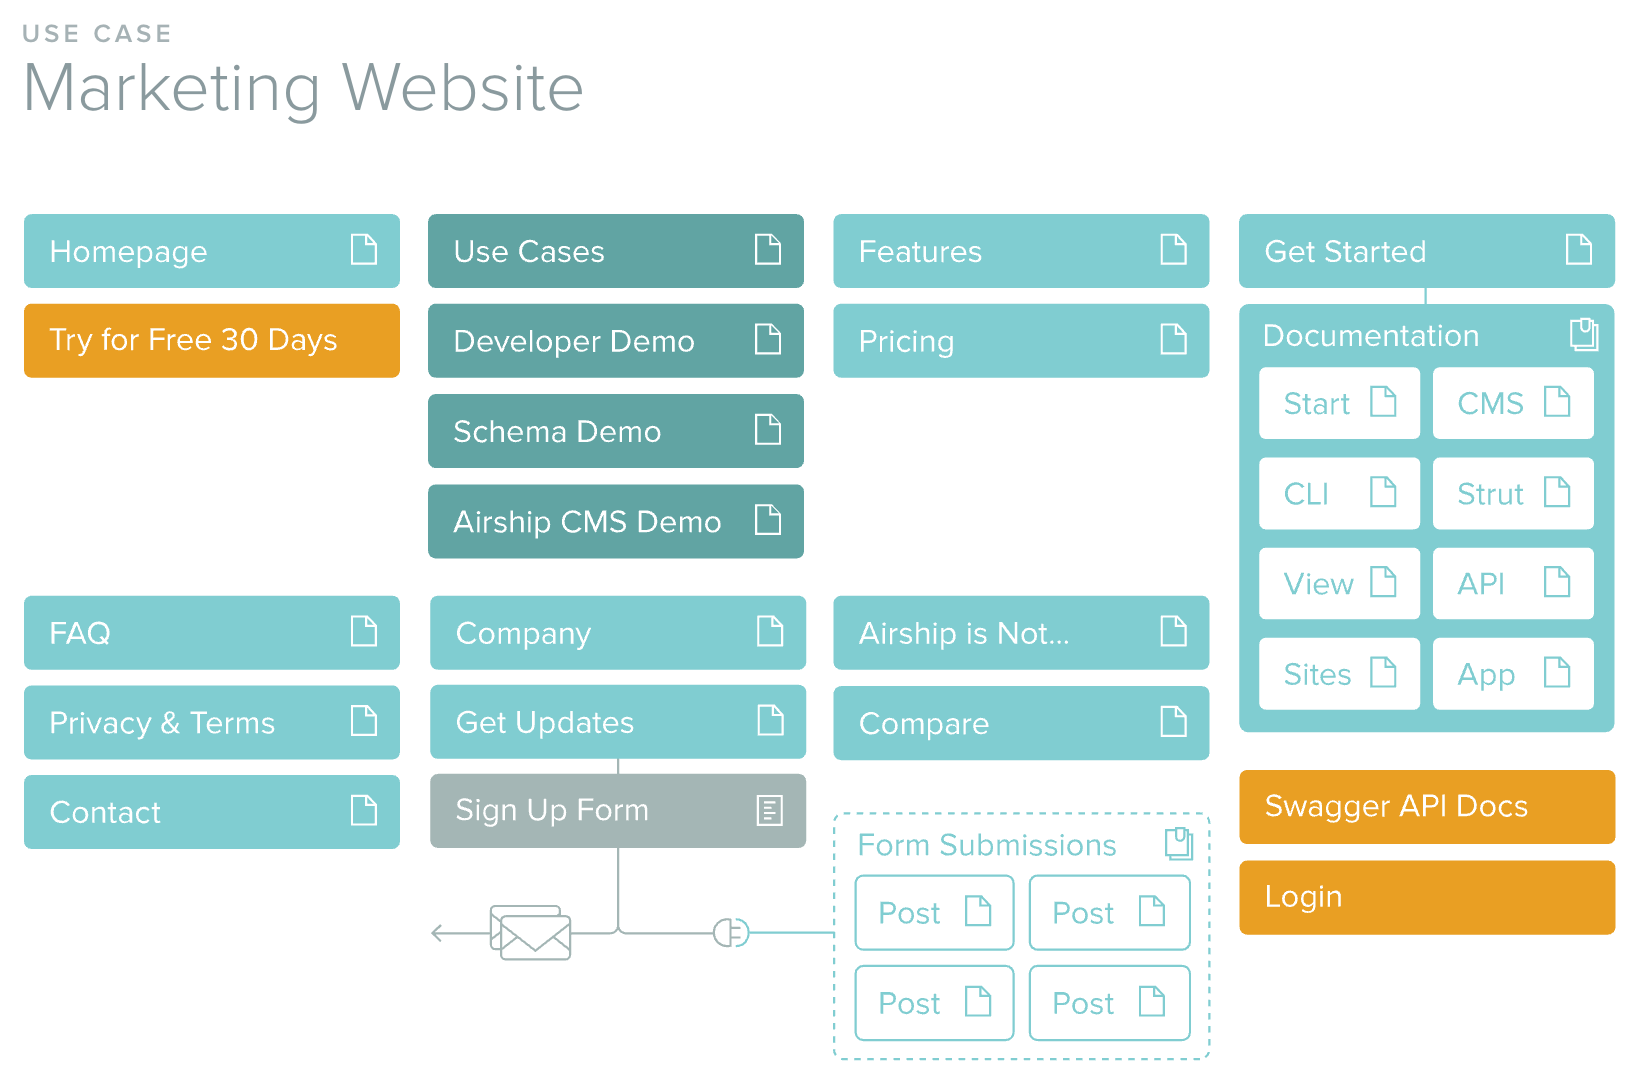 USE CASE
Marketing Website
Homepage
Try for Free 30 Days
Use Cases
Developer Demo
Schema Demo
Airship CMS Demo
Features
Pricing
Get Started
Documentation
Start
CMS
CLI
Strut
View
API
Sites
App
FAQ
Privacy & Terms
Contact
Company
Get Updates
Sign Up Form
Airship is Not...
Compare
Form Submissions
Post
Post
Post
Post
Swagger API Docs
Login